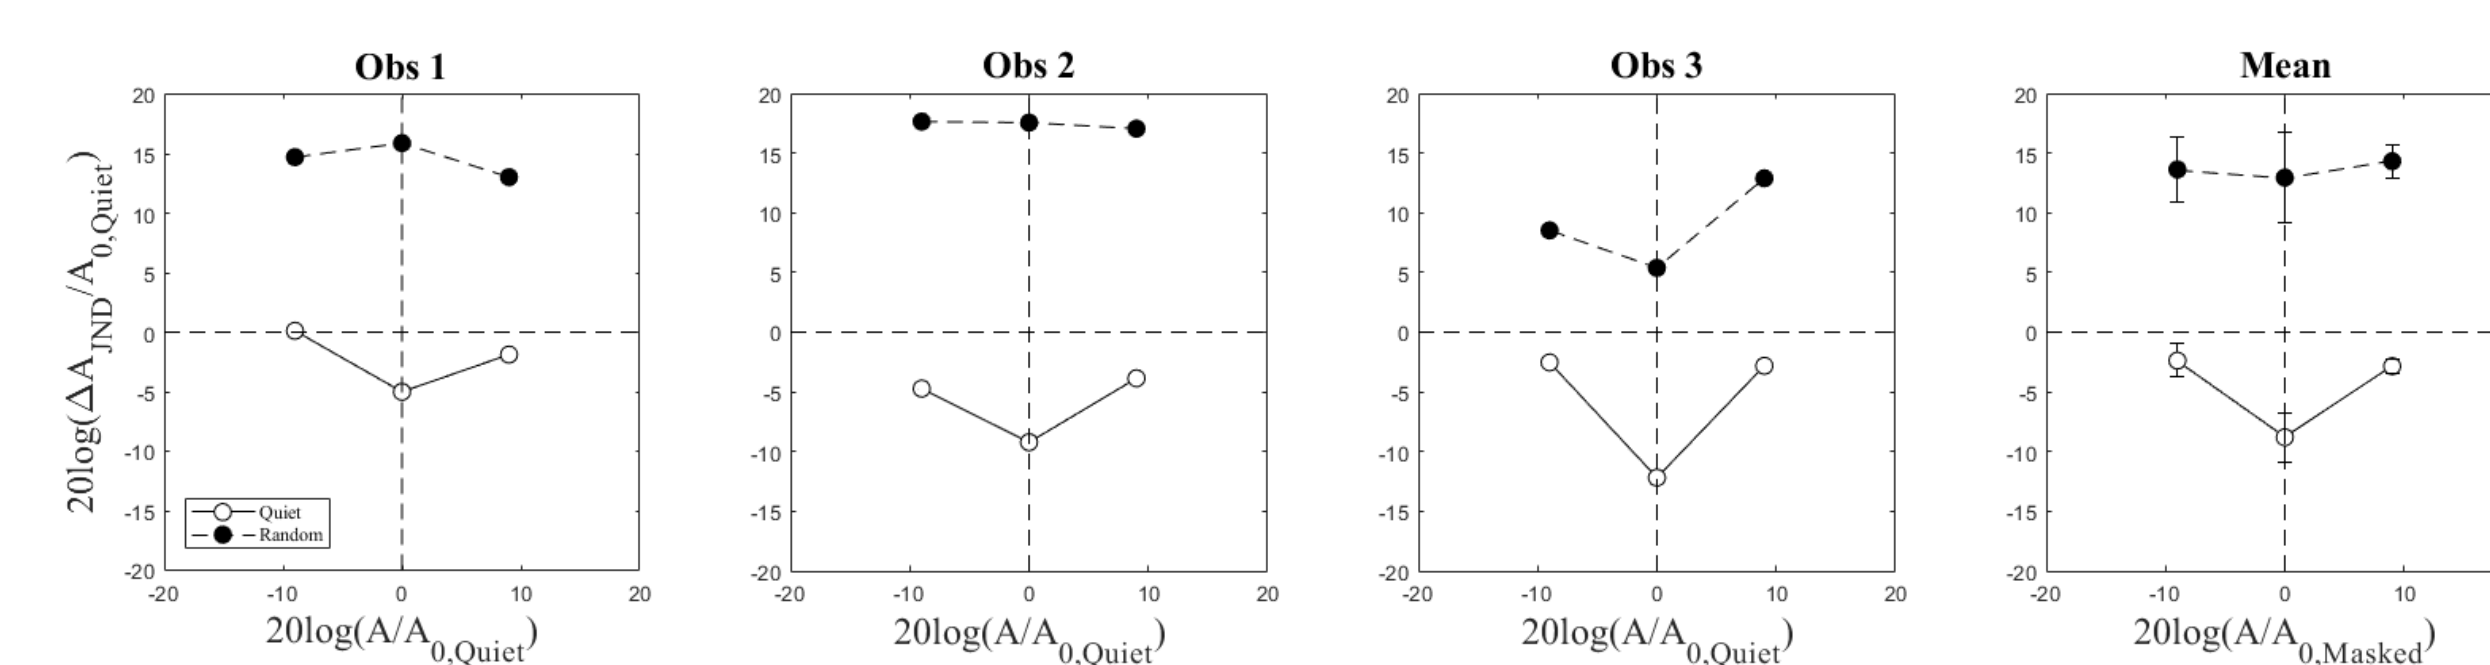 Obs 1
20
15
10
5
0
-5
-10
-15
-20
-20 -10 0 10 20
20log(ΔA_JND/A_0,Quiet)
20log(A/A_0,Quiet)
Quiet
Random
Obs 2
20
15
10
5
0
-5
-10
-15
-20
-20 -10 0 10 20
20log(A/A_0,Quiet)
Obs 3
20
15
10
5
0
-5
-10
-15
-20
-20 -10 0 10 20
20log(A/A_0,Quiet)
Mean
20
15
10
5
0
-5
-10
-15
-20
-20 -10 0 10
20log(A/A_0,Masked)